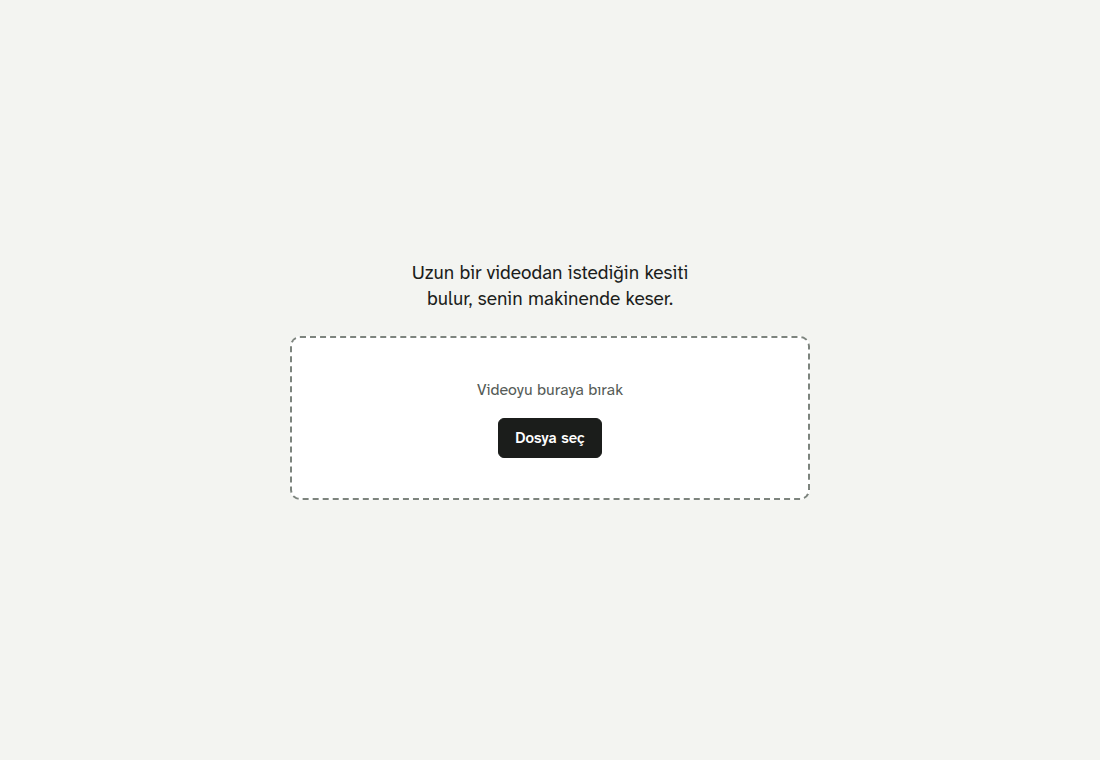 Uzun bir videodan istediğin kesiti
bulur, senin makinende keser.
Videoyu buraya bırak
Dosya seç